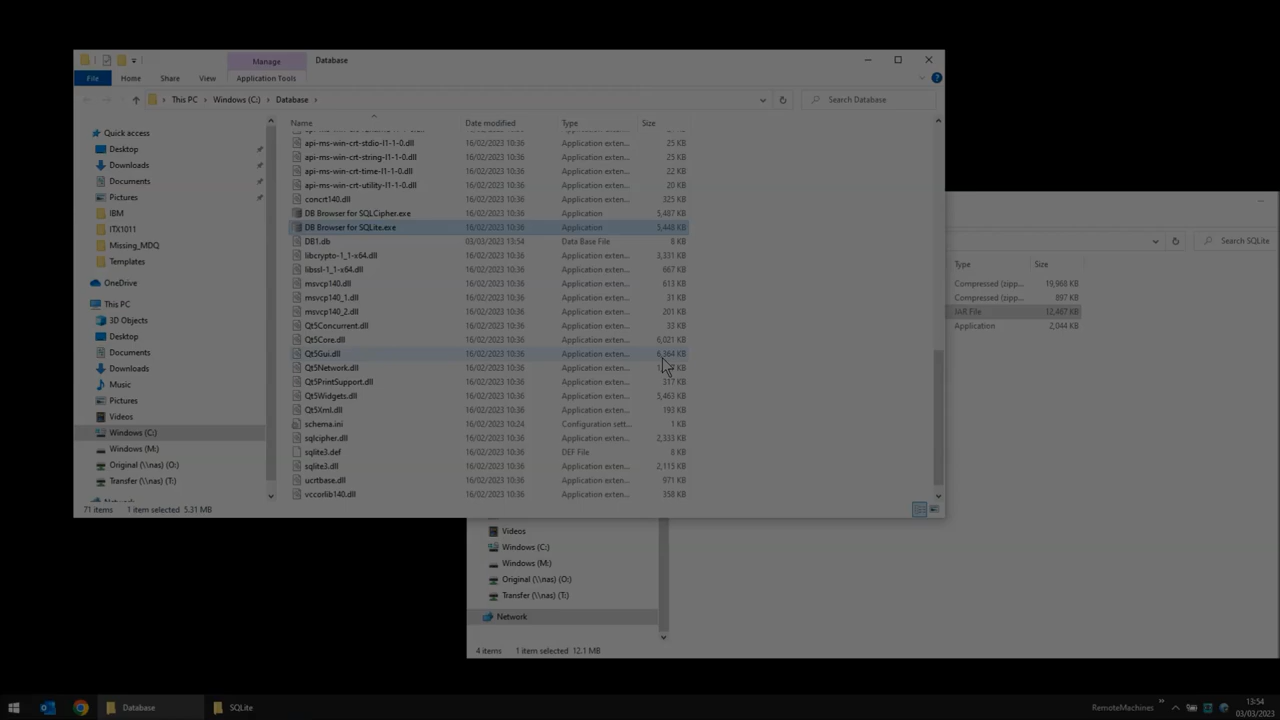 Manage
Database
File
Home
Share
View
Application Tools
This PC
Windows (C:)
Database
Search Database
Name
Date modified
Type
Size
Quick access
Desktop
Downloads
Documents
Pictures
IBM
ITX1011
Missing_MDQ
Templates
OneDrive
This PC
3D Objects
Desktop
Documents
Downloads
Music
Pictures
Videos
Windows (C:)
Windows (M:)
Original (\\nas) (O:)
Transfer (\\nas) (T:)
api-ms-win-crt-stdio-l1-1-0.dll 16/02/2023 10:36 Application exten... 25 KB
api-ms-win-crt-string-l1-1-0.dll 16/02/2023 10:36 Application exten... 25 KB
api-ms-win-crt-time-l1-1-0.dll 16/02/2023 10:36 Application exten... 22 KB
api-ms-win-crt-utility-l1-1-0.dll 16/02/2023 10:36 Application exten... 20 KB
concrt140.dll 16/02/2023 10:36 Application exten... 325 KB
DB Browser for SQLCipher.exe 16/02/2023 10:36 Application 5,487 KB
DB Browser for SQLite.exe 16/02/2023 10:36 Application 5,448 KB
DB1.db 03/03/2023 13:54 Data Base File 8 KB
libcrypto-1_1-x64.dll 16/02/2023 10:36 Application exten... 3,331 KB
libssl-1_1-x64.dll 16/02/2023 10:36 Application exten... 667 KB
msvcp140.dll 16/02/2023 10:36 Application exten... 613 KB
msvcp140_1.dll 16/02/2023 10:36 Application exten... 31 KB
msvcp140_2.dll 16/02/2023 10:36 Application exten... 201 KB
Qt5Concurrent.dll 16/02/2023 10:36 Application exten... 33 KB
Qt5Core.dll 16/02/2023 10:36 Application exten... 6,021 KB
Qt5Gui.dll 16/02/2023 10:36 Application exten... 6,364 KB
Qt5Network.dll 16/02/2023 10:36 Application exten... KB
Qt5PrintSupport.dll 16/02/2023 10:36 Application exten... 317 KB
Qt5Widgets.dll 16/02/2023 10:36 Application exten... 5,463 KB
Qt5Xml.dll 16/02/2023 10:36 Application exten... 193 KB
schema.ini 16/02/2023 10:24 Configuration sett... 1 KB
sqlcipher.dll 16/02/2023 10:36 Application exten... 2,333 KB
sqlite3.def 16/02/2023 10:36 DEF File 8 KB
sqlite3.dll 16/02/2023 10:36 Application exten... 2,115 KB
ucrtbase.dll 16/02/2023 10:36 Application exten... 971 KB
vccorlib140.dll 16/02/2023 10:36 Application exten... 358 KB
71 items 1 item selected 5.31 MB
Search SQLite
Type
Size
Compressed (zipp... 19,968 KB
Compressed (zipp... 897 KB
JAR File 12,467 KB
Application 2,044 KB
Videos
Windows (C:)
Windows (M:)
Original (\\nas) (O:)
Transfer (\\nas) (T:)
Network
4 items 1 item selected 12.1 MB
Database
SQLite
RemoteMachines
13:54
03/03/2023